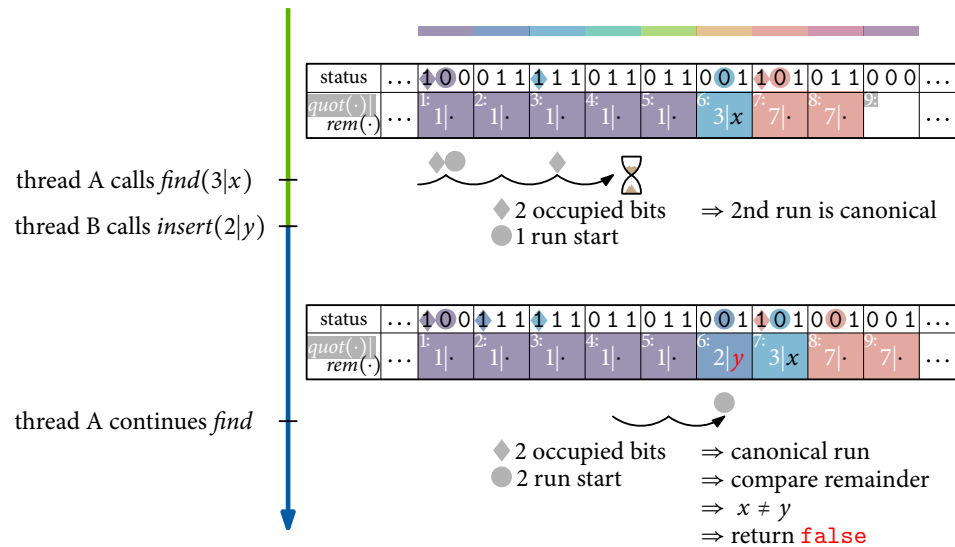 status … 1 0 0 0 1 1 1 1 1 0 1 1 0 1 1 0 0 1 1 0 1 0 1 1 0 0 0 …
quot(·)| 1: 2: 3: 4: 5: 6: 7: 8: 9:
rem(·) … 1|· 1|· 1|· 1|· 1|· 3|x 7|· 7|· …
thread A calls find(3|x)
2 occupied bits ⇒ 2nd run is canonical
thread B calls insert(2|y)
1 run start
status … 1 0 0 1 1 1 1 1 1 0 1 1 0 1 1 0 0 1 1 0 1 0 0 1 0 0 1 …
quot(·)| 1: 2: 3: 4: 5: 6: 7: 8: 9:
rem(·) … 1|· 1|· 1|· 1|· 1|· 2|y 3|x 7|· 7|· …
thread A continues find
2 occupied bits ⇒ canonical run
2 run start ⇒ compare remainder
⇒ x ≠ y
⇒ return false